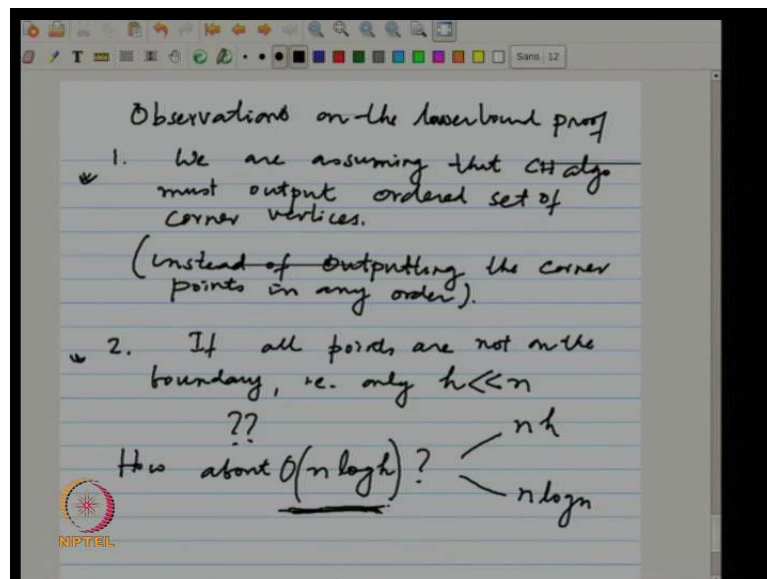 Sans 12
Observations on the lowerbound proof
1. We are assuming that CH algo
must output ordered set of
corner vertices.
(instead of outputting the corner
points in any order).
2. If all points are not on the
boundary, i.e. only h<<n
??
nh
How about O(n logh) ?
n logn
NPTEL